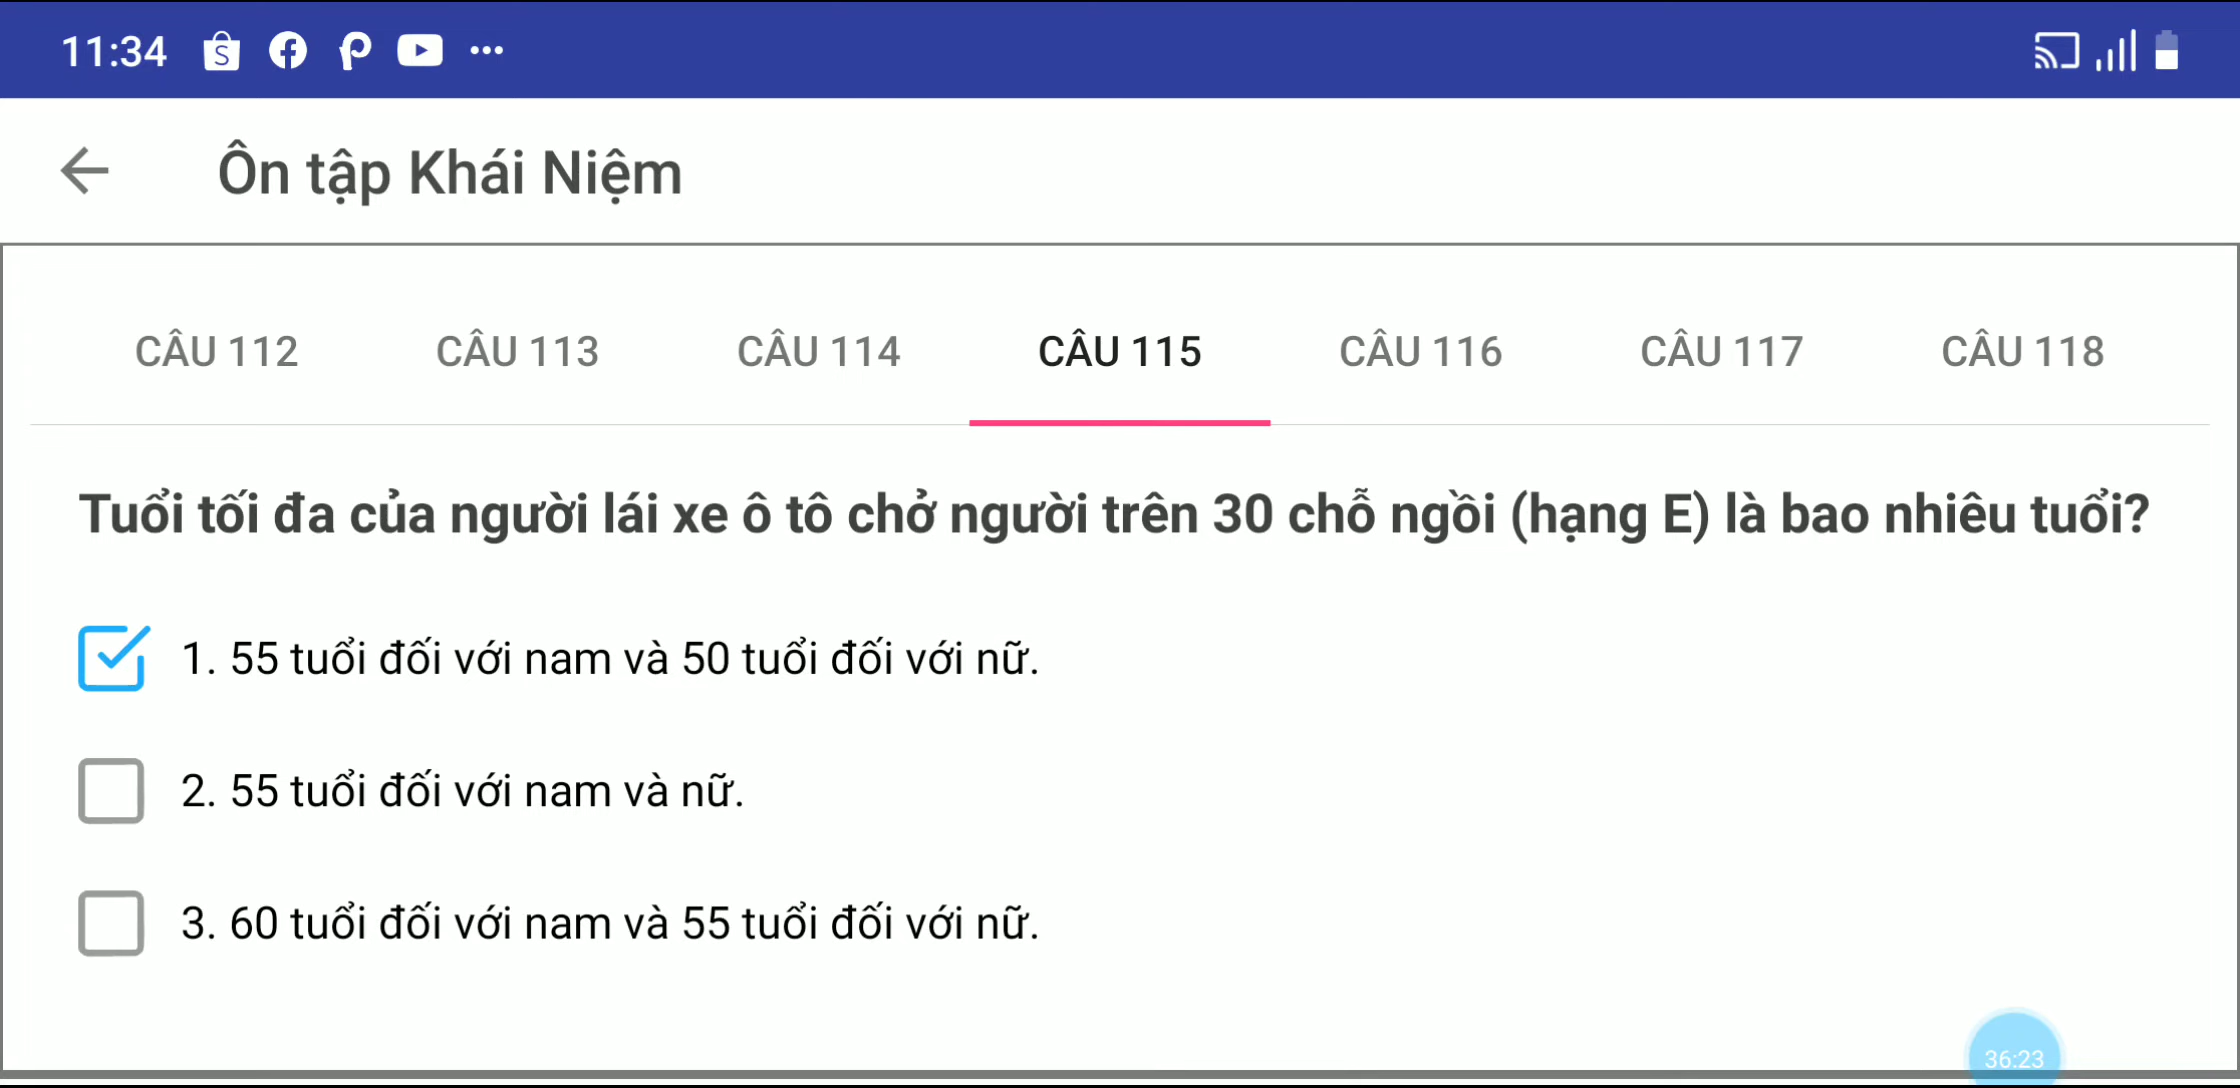 11:34
Ôn tập Khái Niệm
CÂU 112 CÂU 113 CÂU 114 CÂU 115 CÂU 116 CÂU 117 CÂU 118
Tuổi tối đa của người lái xe ô tô chở người trên 30 chỗ ngồi (hạng E) là bao nhiêu tuổi?
1. 55 tuổi đối với nam và 50 tuổi đối với nữ.
2. 55 tuổi đối với nam và nữ.
3. 60 tuổi đối với nam và 55 tuổi đối với nữ.
36:23